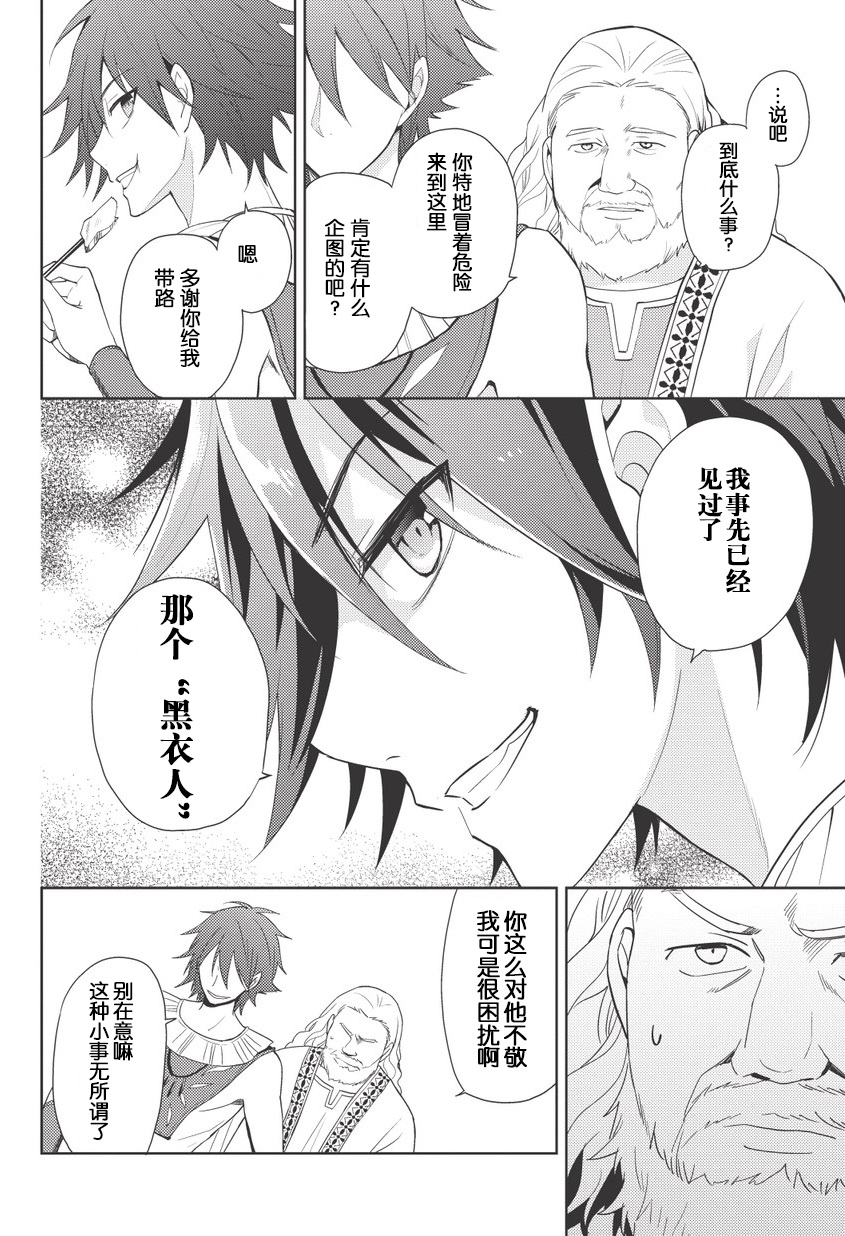 …说吧
到底什么事？
你特地冒着危险
来到这里
肯定有什么
企图的吧？
嗯
多谢你给我
带路
我事先已经
见过了
那个“黑衣人”
你这么对他不敬
我可是很困扰啊
别在意嘛
这种小事无所谓了